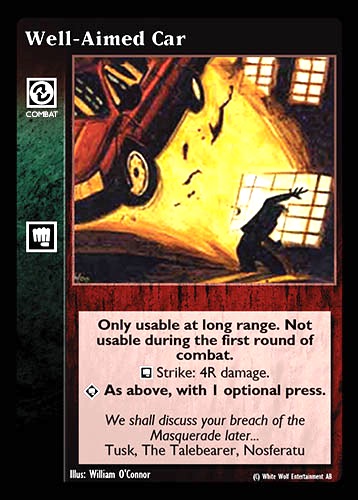 Well-Aimed Car
COMBAT
Only usable at long range. Not
usable during the first round of
combat.
Strike: 4R damage.
As above, with 1 optional press.
We shall discuss your breach of the
Masquerade later...
Tusk, The Talebearer, Nosferatu
Illus: William O'Connor
(C) White Wolf Entertainment AB